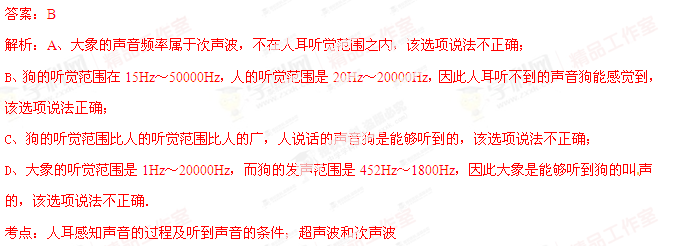 答案：B
解析：A、大象的声音频率属于次声波，不在人耳听觉范围之内，该选项说法不正确；
B、狗的听觉范围在 15Hz～50000Hz，人的听觉范围是 20Hz～20000Hz，因此人耳听不到的声音狗能感觉到，
该选项说法正确；
C、狗的听觉范围比人的听觉范围比人的广，人说话的声音狗是能够听到的，该选项说法不正确；
D、大象的听觉范围是 1Hz～20000Hz，而狗的发声范围是 452Hz～1800Hz，因此大象是能够听到狗的叫声
的，该选项说法不正确．
考点：人耳感知声音的过程及听到声音的条件；超声波和次声波